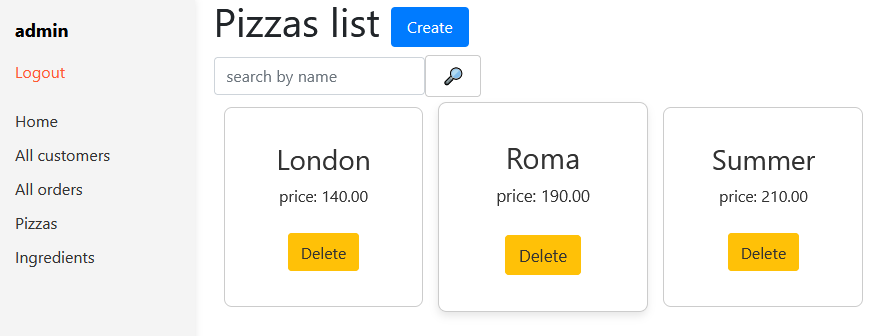 admin
Logout
Home
All customers
All orders
Pizzas
Ingredients
Pizzas list Create
search by name
London
price: 140.00
Delete
Roma
price: 190.00
Delete
Summer
price: 210.00
Delete